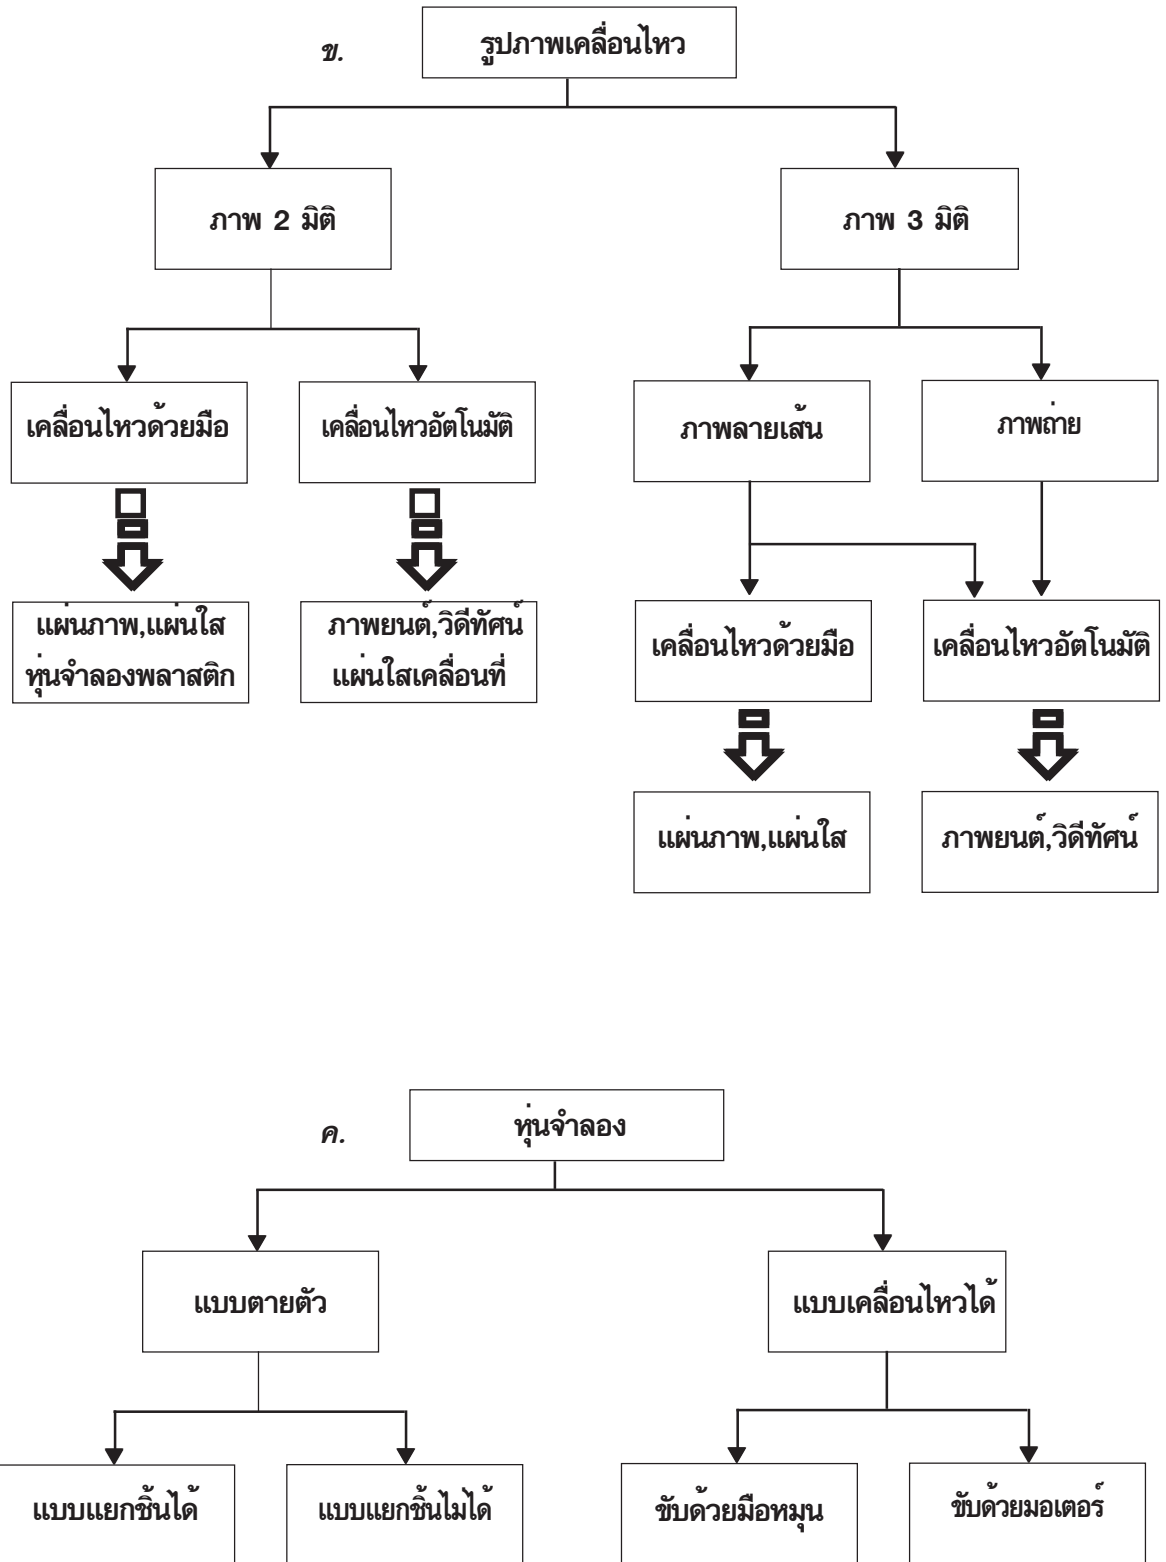 ข.
รูปภาพเคลื่อนไหว
ภาพ 2 มิติ
ภาพ 3 มิติ
เคลื่อนไหวด้วยมือ
เคลื่อนไหวอัตโนมัติ
ภาพลายเส้น
ภาพถ่าย
แผ่นภาพ,แผ่นใส
หุ่นจำลองพลาสติก
ภาพยนต์,วิดีทัศน์
แผ่นใสเคลื่อนที่
เคลื่อนไหวด้วยมือ
เคลื่อนไหวอัตโนมัติ
แผ่นภาพ,แผ่นใส
ภาพยนต์,วิดีทัศน์
ค.
หุ่นจำลอง
แบบตายตัว
แบบเคลื่อนไหวได้
แบบแยกชิ้นได้
แบบแยกชิ้นไม่ได้
ขับด้วยมือหมุน
ขับด้วยมอเตอร์